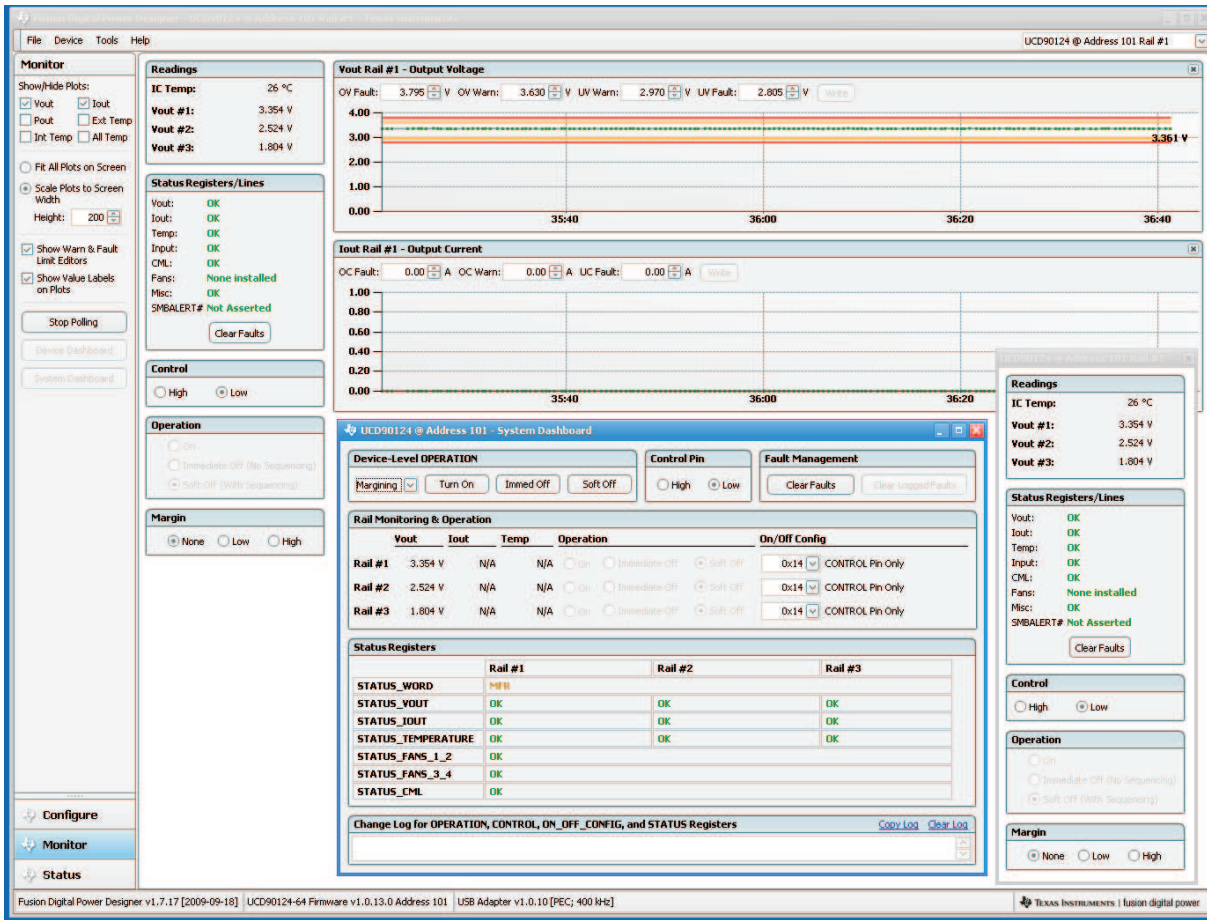 Fusion Digital Power Designer - UCD90124 @ Address 101 Rail #1 - Texas Instruments
File Device Tools Help
UCD90124 @ Address 101 Rail #1
Monitor
Show/Hide Plots:
Vout Iout
Pout Ext Temp
Int Temp All Temp
Fit All Plots on Screen
Scale Plots to Screen
Width
Height: 200
Show Warn & Fault
Limit Editors
Show Value Labels
on Plots
Stop Polling
Device Dashboard
System Dashboard
Configure
Monitor
Status
Readings
IC Temp: 26 °C
Vout #1: 3.354 V
Vout #2: 2.524 V
Vout #3: 1.804 V
Status Registers/Lines
Vout: OK
Iout: OK
Temp: OK
Input: OK
CML: OK
Fans: None installed
Misc: OK
SMBALERT# Not Asserted
Clear Faults
Control
High Low
Operation
On
Immediate Off (No Sequencing)
Soft Off (With Sequencing)
Margin
None Low High
Vout Rail #1 - Output Voltage
OV Fault: 3.795 V OV Warn: 3.630 V UV Warn: 2.970 V UV Fault: 2.805 V Write
4.00
3.00
3.361 V
2.00
1.00
0.00
35:40 36:00 36:20 36:40
Iout Rail #1 - Output Current
OC Fault: 0.00 A OC Warn: 0.00 A UC Fault: 0.00 A Write
1.00
0.80
0.60
0.40
0.20
0.00
35:40 36:00 36:20
UCD90124 @ Address 101 - System Dashboard
Device-Level OPERATION
Margining Turn On Immed Off Soft Off
Control Pin
High Low
Fault Management
Clear Faults Clear Logged Faults
Rail Monitoring & Operation
Vout Iout Temp Operation On/Off Config
Rail #1 3.354 V N/A N/A On Immediate Off Soft Off 0x14 CONTROL Pin Only
Rail #2 2.524 V N/A N/A On Immediate Off Soft Off 0x14 CONTROL Pin Only
Rail #3 1.804 V N/A N/A On Immediate Off Soft Off 0x14 CONTROL Pin Only
Status Registers
Rail #1 Rail #2 Rail #3
STATUS_WORD MFR
STATUS_VOUT OK OK OK
STATUS_IOUT OK OK OK
STATUS_TEMPERATURE OK OK OK
STATUS_FANS_1_2 OK
STATUS_FANS_3_4 OK
STATUS_CML OK
Change Log for OPERATION, CONTROL, ON_OFF_CONFIG, and STATUS Registers Copy Log Clear Log
UCD90124 @ Address 101 Rail #1
Readings
IC Temp: 26 °C
Vout #1: 3.354 V
Vout #2: 2.524 V
Vout #3: 1.804 V
Status Registers/Lines
Vout: OK
Iout: OK
Temp: OK
Input: OK
CML: OK
Fans: None installed
Misc: OK
SMBALERT# Not Asserted
Clear Faults
Control
High Low
Operation
On
Immediate Off (No Sequencing)
Soft Off (With Sequencing)
Margin
None Low High
Fusion Digital Power Designer v1.7.17 [2009-09-18] UCD90124-64 Firmware v1.0.13.0 Address 101 USB Adapter v1.0.10 [PEC; 400 kHz] TEXAS INSTRUMENTS | fusion digital power